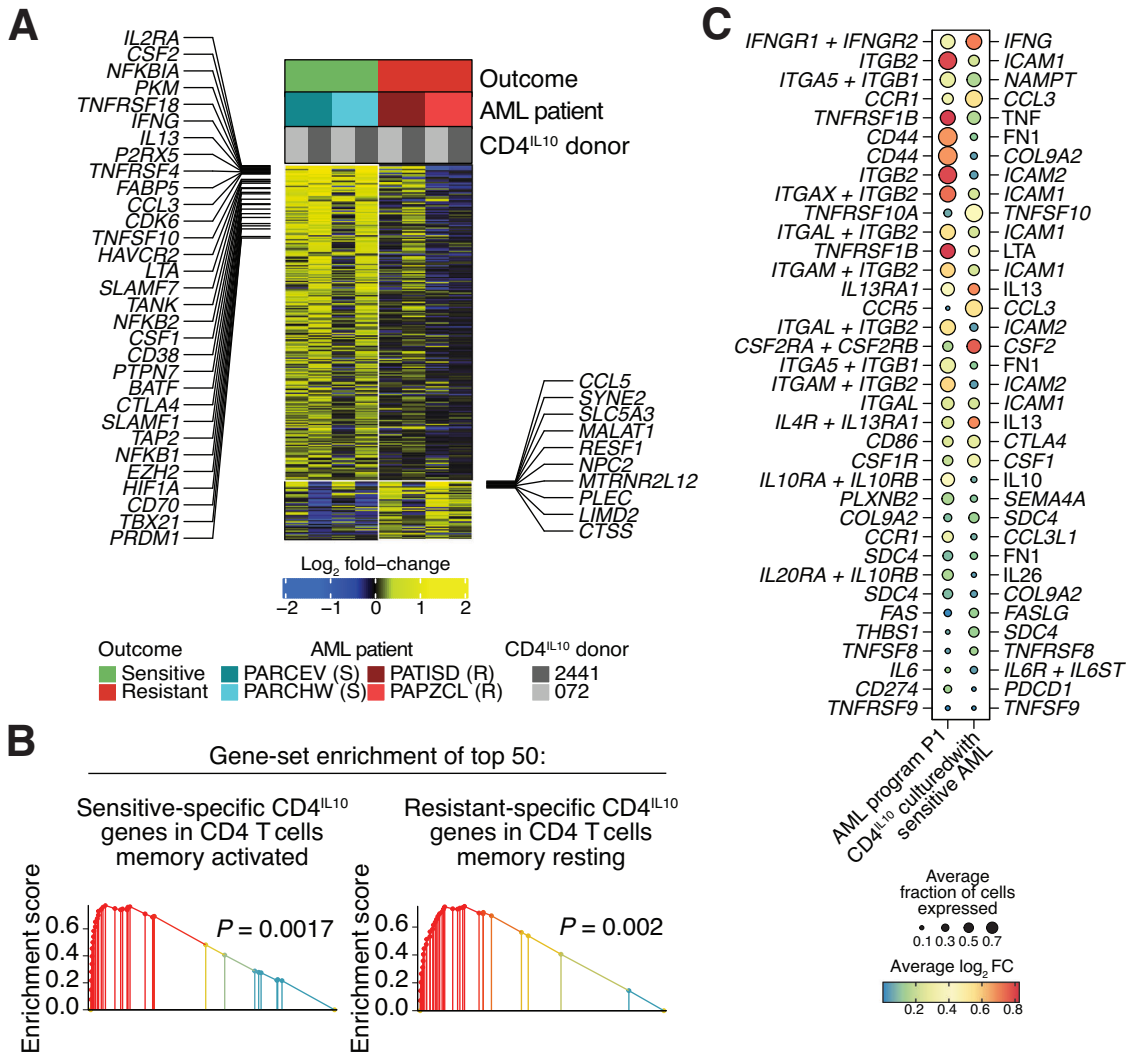 A
IL2RA
CSF2
NFKBIA
PKM
TNFRSF18
IFNG
IL13
P2RX5
TNFRSF4
FABP5
CCL3
CDK6
TNFSF10
HAVCR2
LTA
SLAMF7
TANK
NFKB2
CSF1
CD38
PTPN7
BATF
CTLA4
SLAMF1
TAP2
NFKB1
EZH2
HIF1A
CD70
TBX21
PRDM1
Outcome
AML patient
CD4IL10 donor
CCL5
SYNE2
SLC5A3
MALAT1
RESF1
NPC2
MTRNR2L12
PLEC
LIMD2
CTSS
Log2 fold−change
−2 −1 0 1 2
Outcome AML patient CD4IL10 donor
Sensitive PARCEV (S) PATISD (R) 2441
Resistant PARCHW (S) PAPZCL (R) 072
B
Gene-set enrichment of top 50:
Sensitive-specific CD4IL10
genes in CD4 T cells
memory activated
Enrichment score
0.6
0.4
0.2
0.0
P = 0.0017
Resistant-specific CD4IL10
genes in CD4 T cells
memory resting
Enrichment score
0.6
0.4
0.2
0.0
P = 0.002
C
IFNGR1 + IFNGR2 IFNG
ITGB2 ICAM1
ITGA5 + ITGB1 NAMPT
CCR1 CCL3
TNFRSF1B TNF
CD44 FN1
CD44 COL9A2
ITGB2 ICAM2
ITGAX + ITGB2 ICAM1
TNFRSF10A TNFSF10
ITGAL + ITGB2 ICAM1
TNFRSF1B LTA
ITGAM + ITGB2 ICAM1
IL13RA1 IL13
CCR5 CCL3
ITGAL + ITGB2 ICAM2
CSF2RA + CSF2RB CSF2
ITGA5 + ITGB1 FN1
ITGAM + ITGB2 ICAM2
ITGAL ICAM1
IL4R + IL13RA1 IL13
CD86 CTLA4
CSF1R CSF1
IL10RA + IL10RB IL10
PLXNB2 SEMA4A
COL9A2 SDC4
CCR1 CCL3L1
SDC4 FN1
IL20RA + IL10RB IL26
SDC4 COL9A2
FAS FASLG
THBS1 SDC4
TNFSF8 TNFRSF8
IL6 IL6R + IL6ST
CD274 PDCD1
TNFRSF9 TNFSF9
AML program P1
CD4IL10 culturedwith
sensitive AML
Average
fraction of cells
expressed
0.1 0.3 0.5 0.7
Average log2 FC
0.2 0.4 0.6 0.8